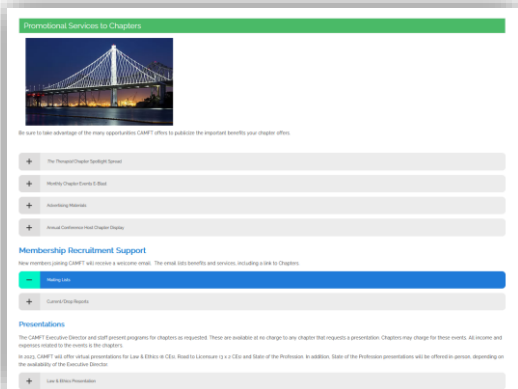 Promotional Services to Chapters
Be sure to take advantage of the many opportunities CAMFT offers to publicize the important benefits your chapter offers.
+ The Therapist Chapter Spotlight Spread
+ Monthly Chapter Events E-Blast
+ Advertising Materials
+ Annual Conference Host Chapter Display
Membership Recruitment Support
New members joining CAMFT will receive a welcome email. The email lists benefits and services, including a link to Chapters.
– Mailing Lists
+ Current/Drop Reports
Presentations
The CAMFT Executive Director and staff present programs for chapters as requested. These are available at no charge to any chapter that requests a presentation. Chapters may charge for these events. All income and
expenses related to the events is the chapters.
In 2023, CAMFT will offer virtual presentations for Law & Ethics (6 CEs), Road to Licensure (3 x 2 CEs) and State of the Profession. In addition, State of the Profession presentations will be offered in-person, depending on
the availability of the Executive Director.
+ Law & Ethics Presentation